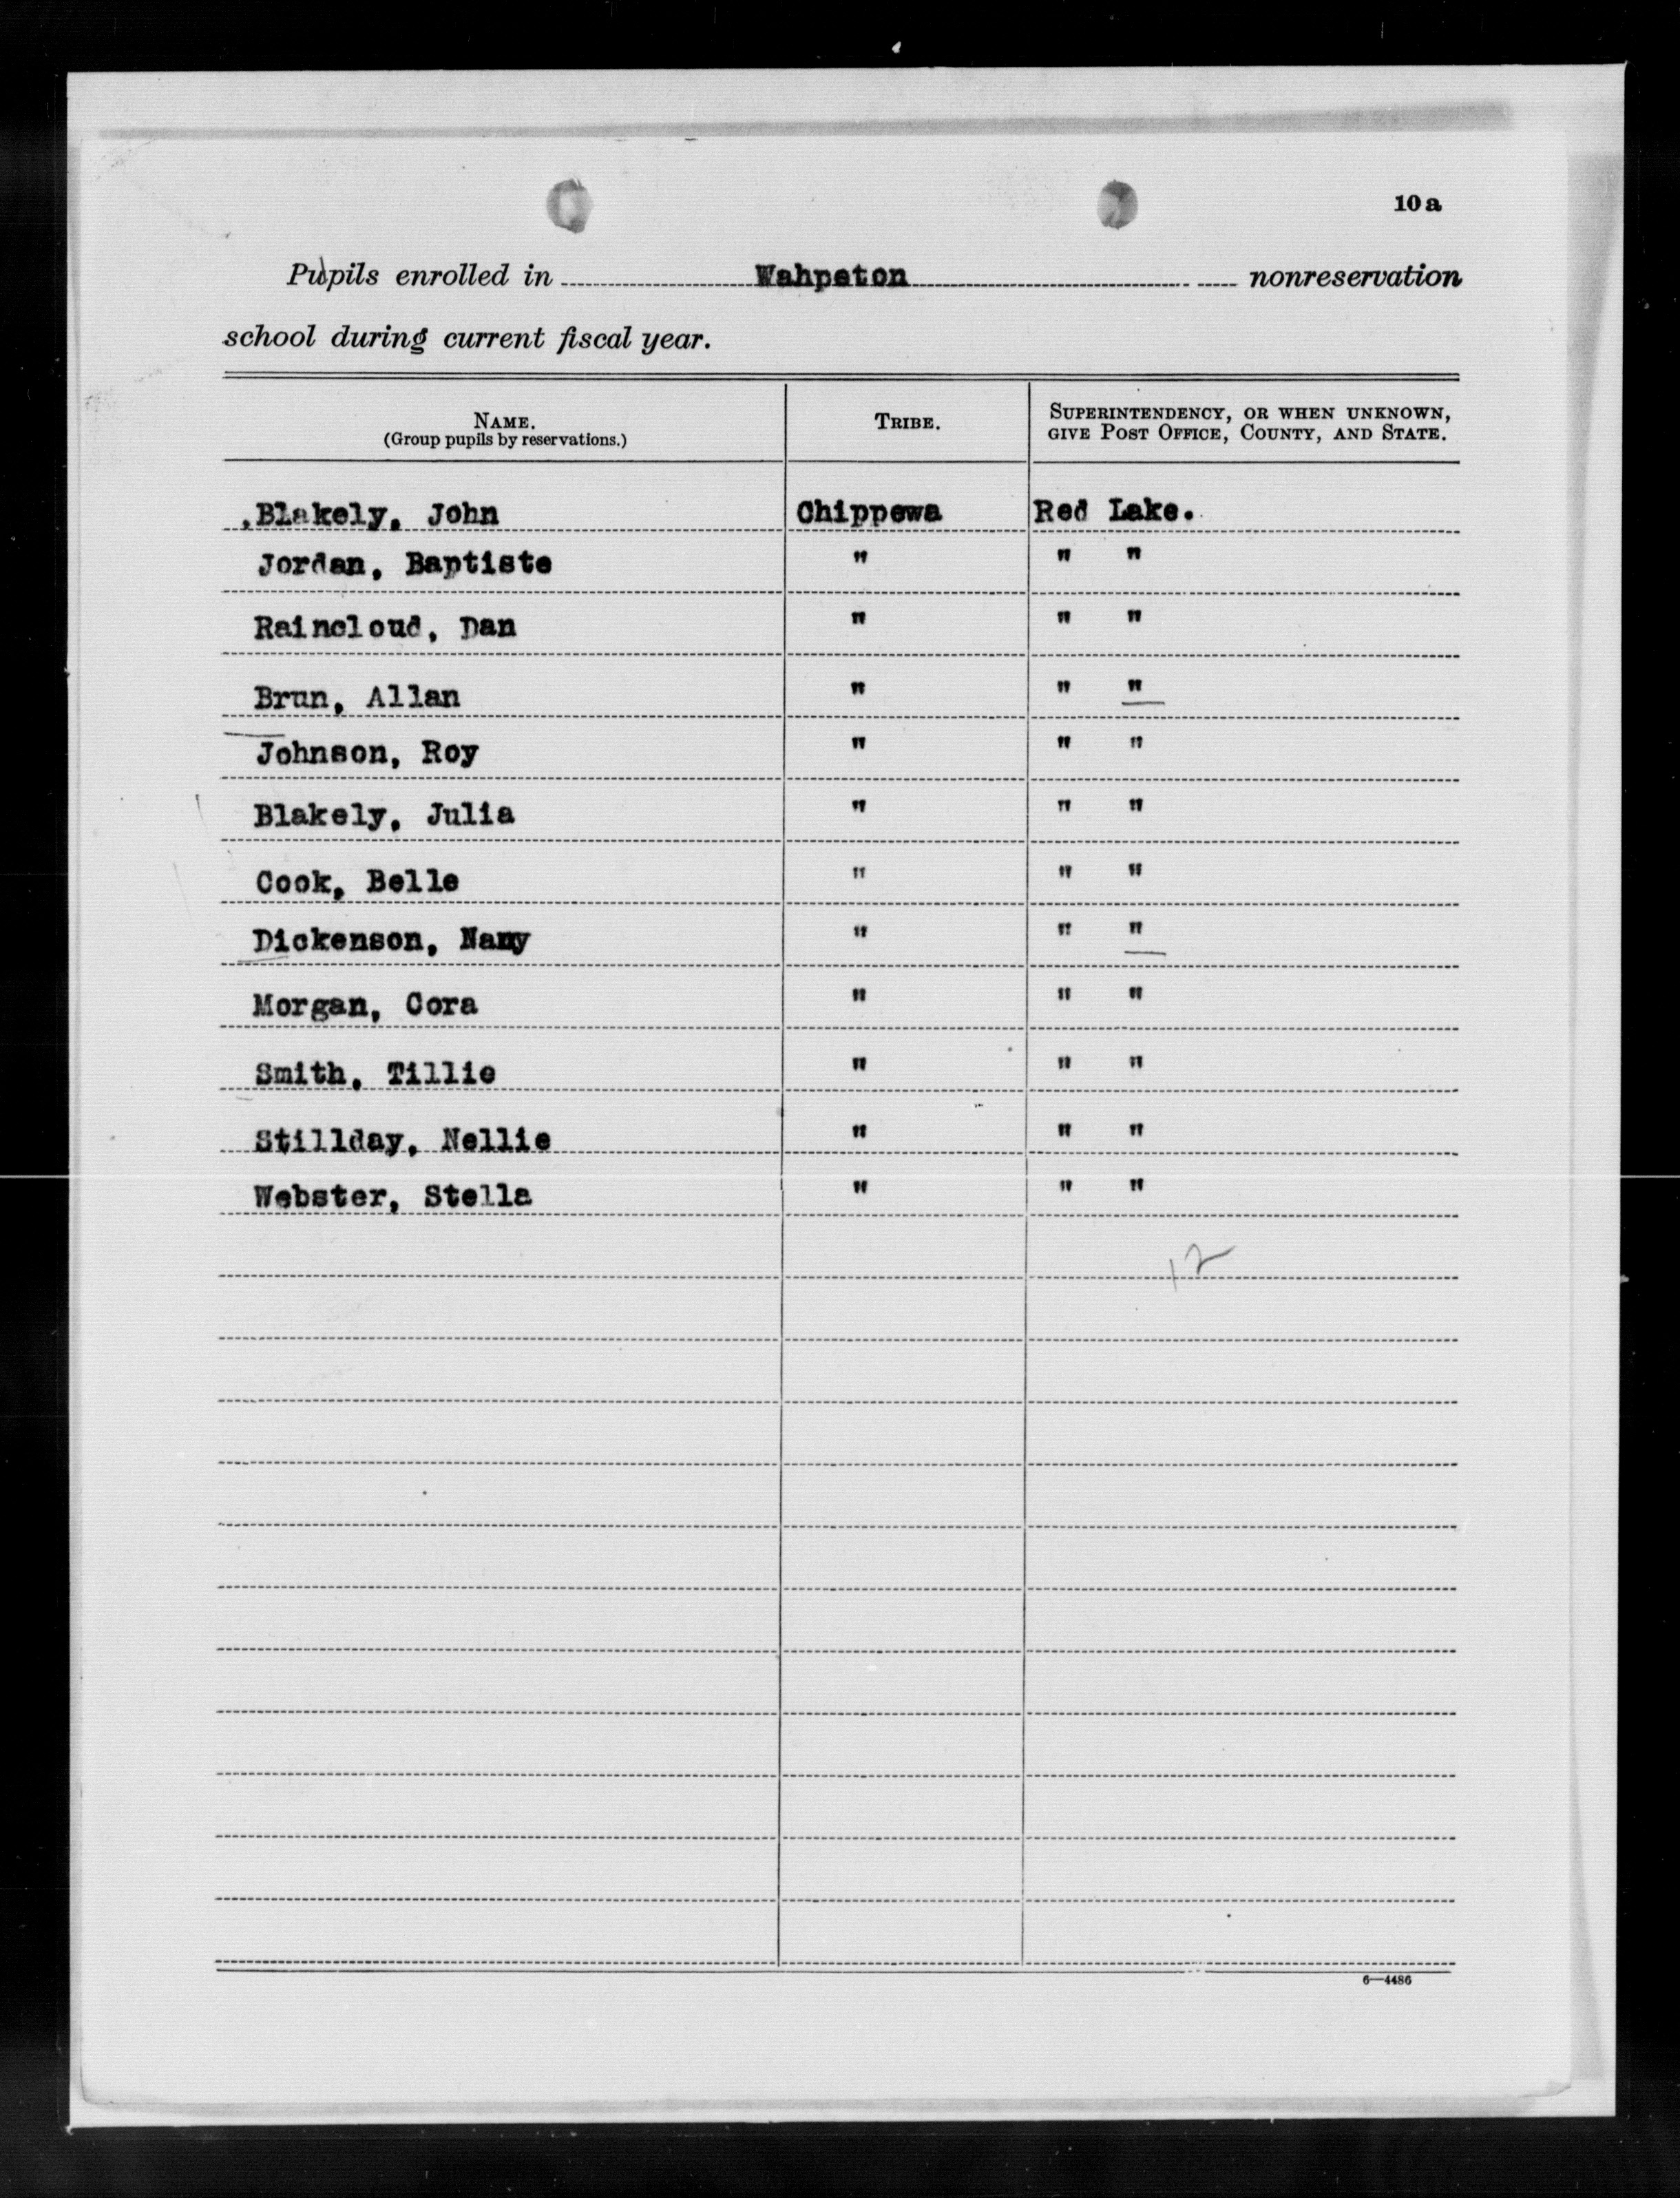 10a
Pupils enrolled in Wahpeton nonreservation
school during current fiscal year.
NAME. TRIBE. SUPERINTENDENCY, OR WHEN UNKNOWN,
(Group pupils by reservations.) GIVE POST OFFICE, COUNTY, AND STATE.
Blakely, John Chippewa Red Lake.
Jordan, Baptiste " " "
Raincloud, Dan " " "
Brun, Allan " " "
Johnson, Roy " " "
Blakely, Julia " " "
Cook, Belle " " "
Dickenson, " " "
Morgan, Cora " " "
Smith, Tillie " " "
Stillday, Nellie " " "
Webster, Stella " " "
12
6—4486